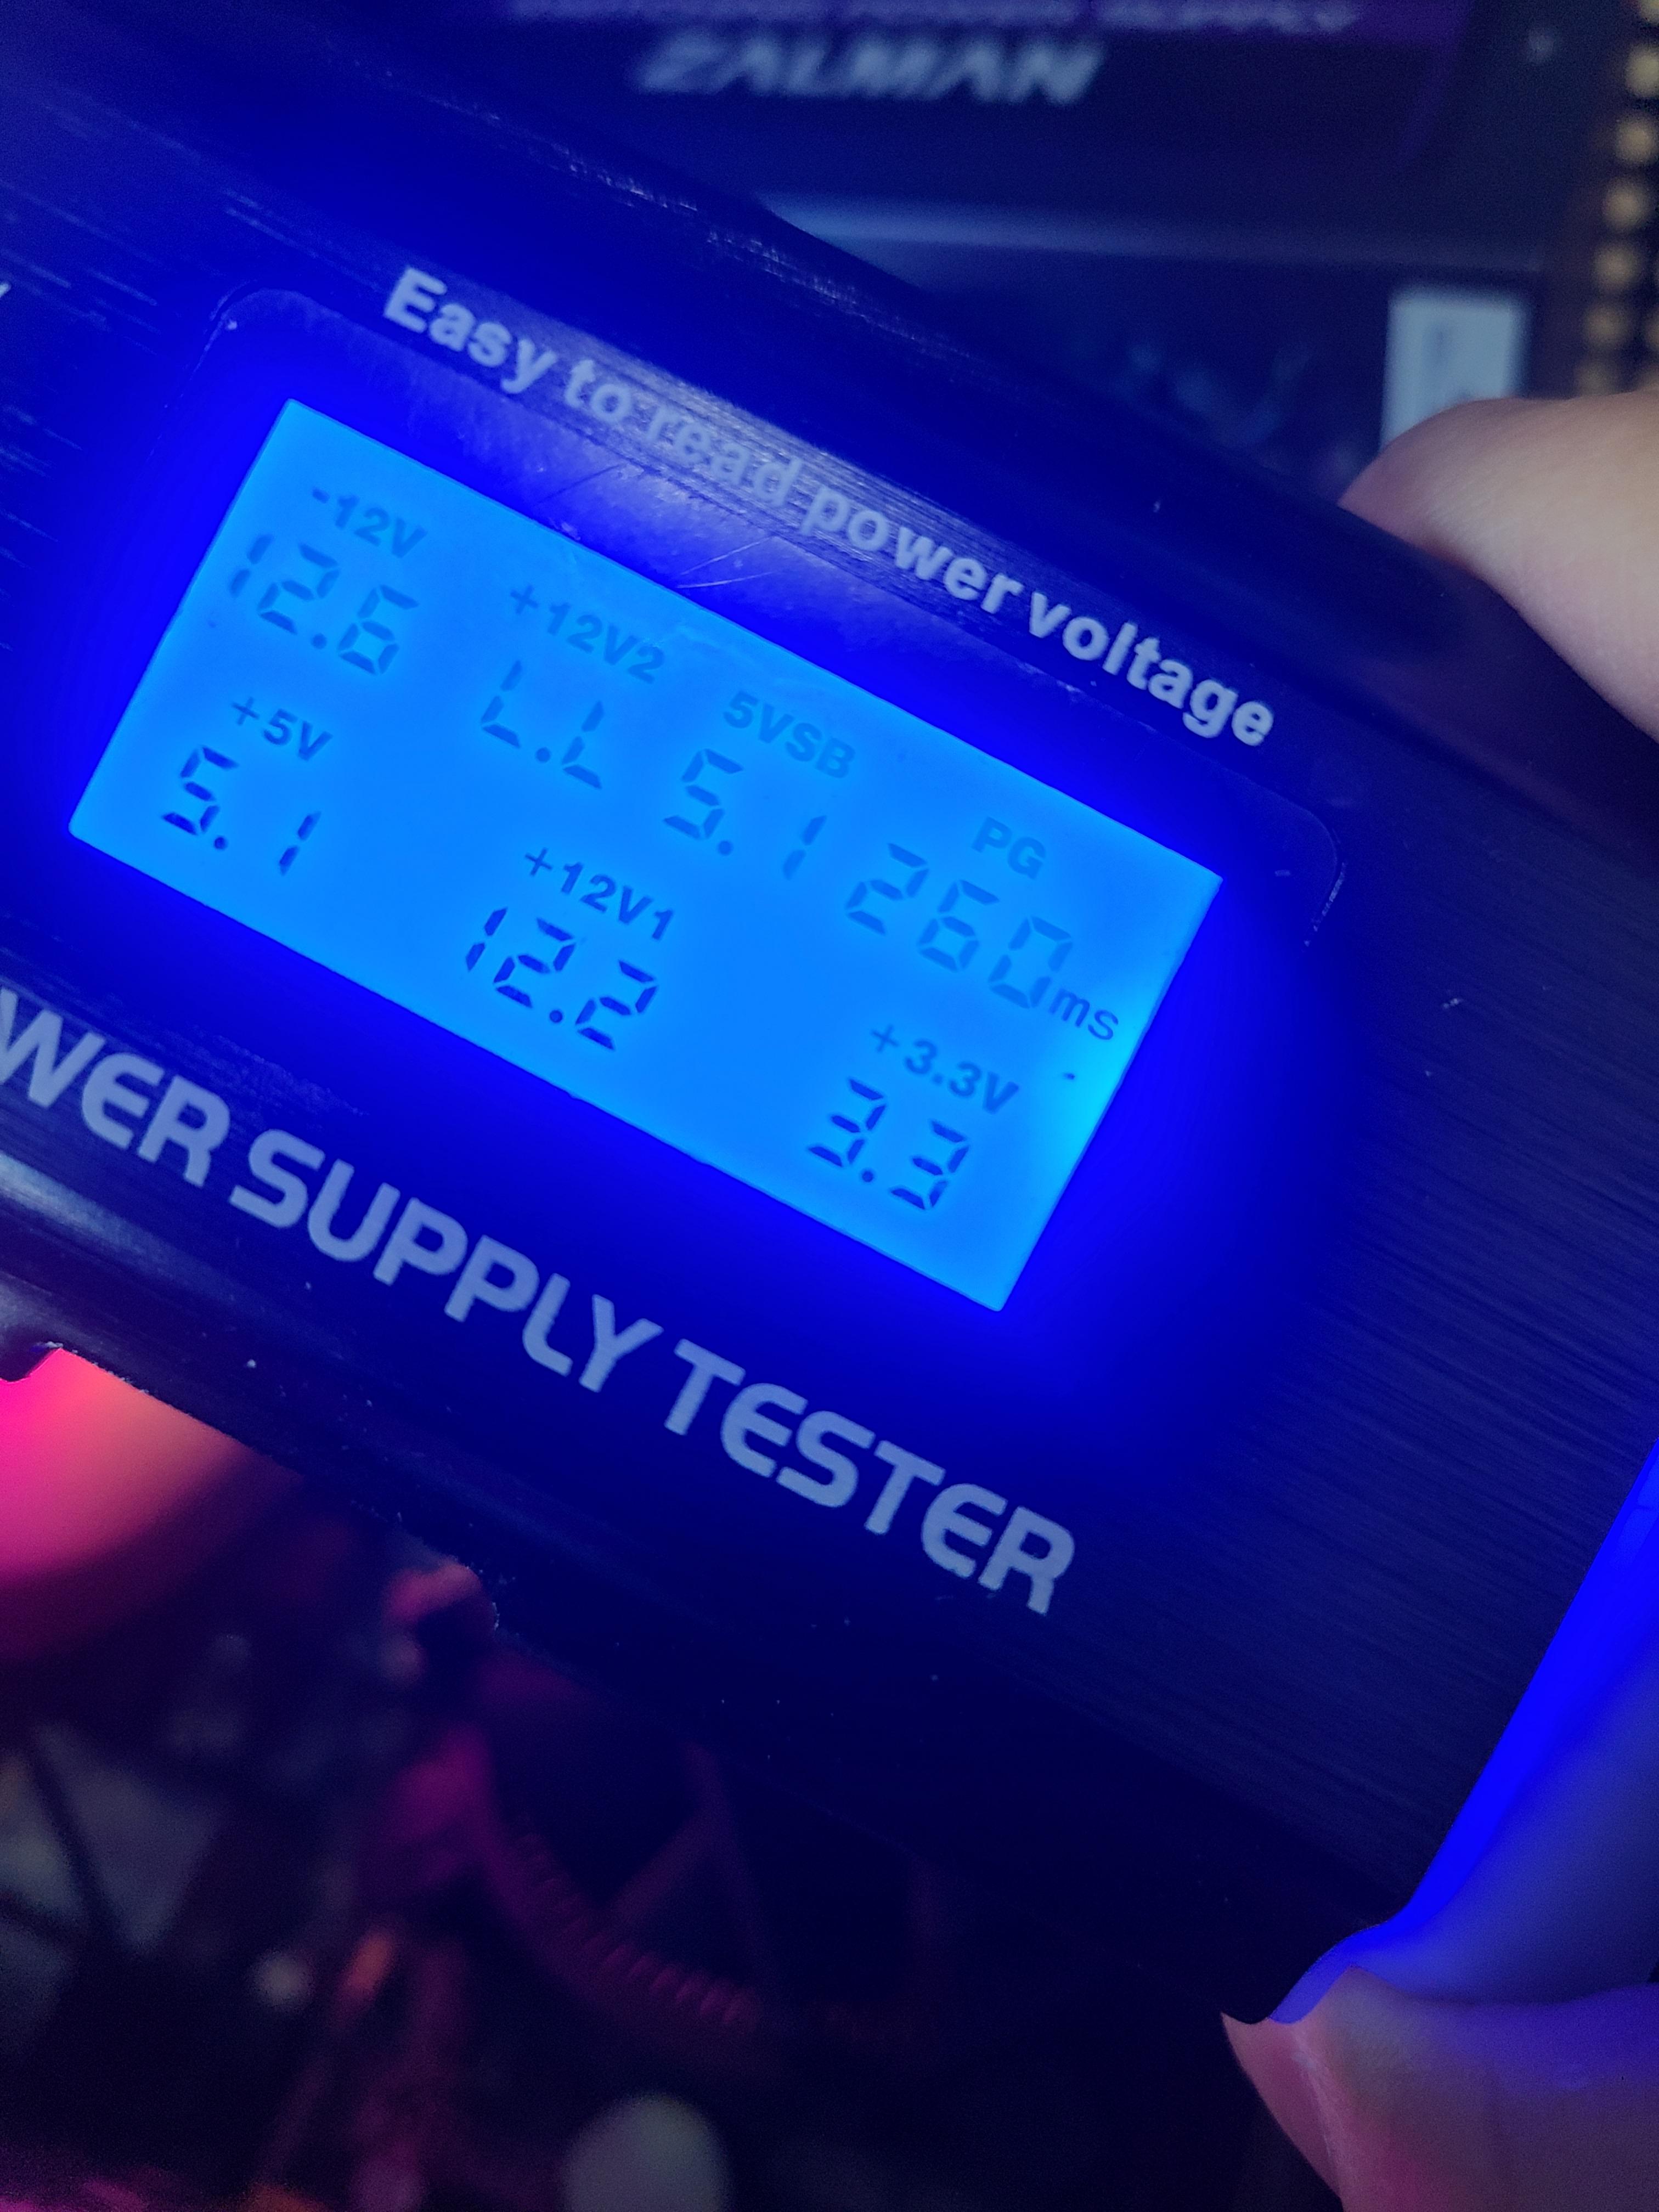 ZALMAN
Easy to read power voltage
-12V +12V2 5VSB PG
12.6 L.L 5.1 260ms
+5V +12V1 +3.3V
5.1 12.2 3.3
WER SUPPLY TESTER